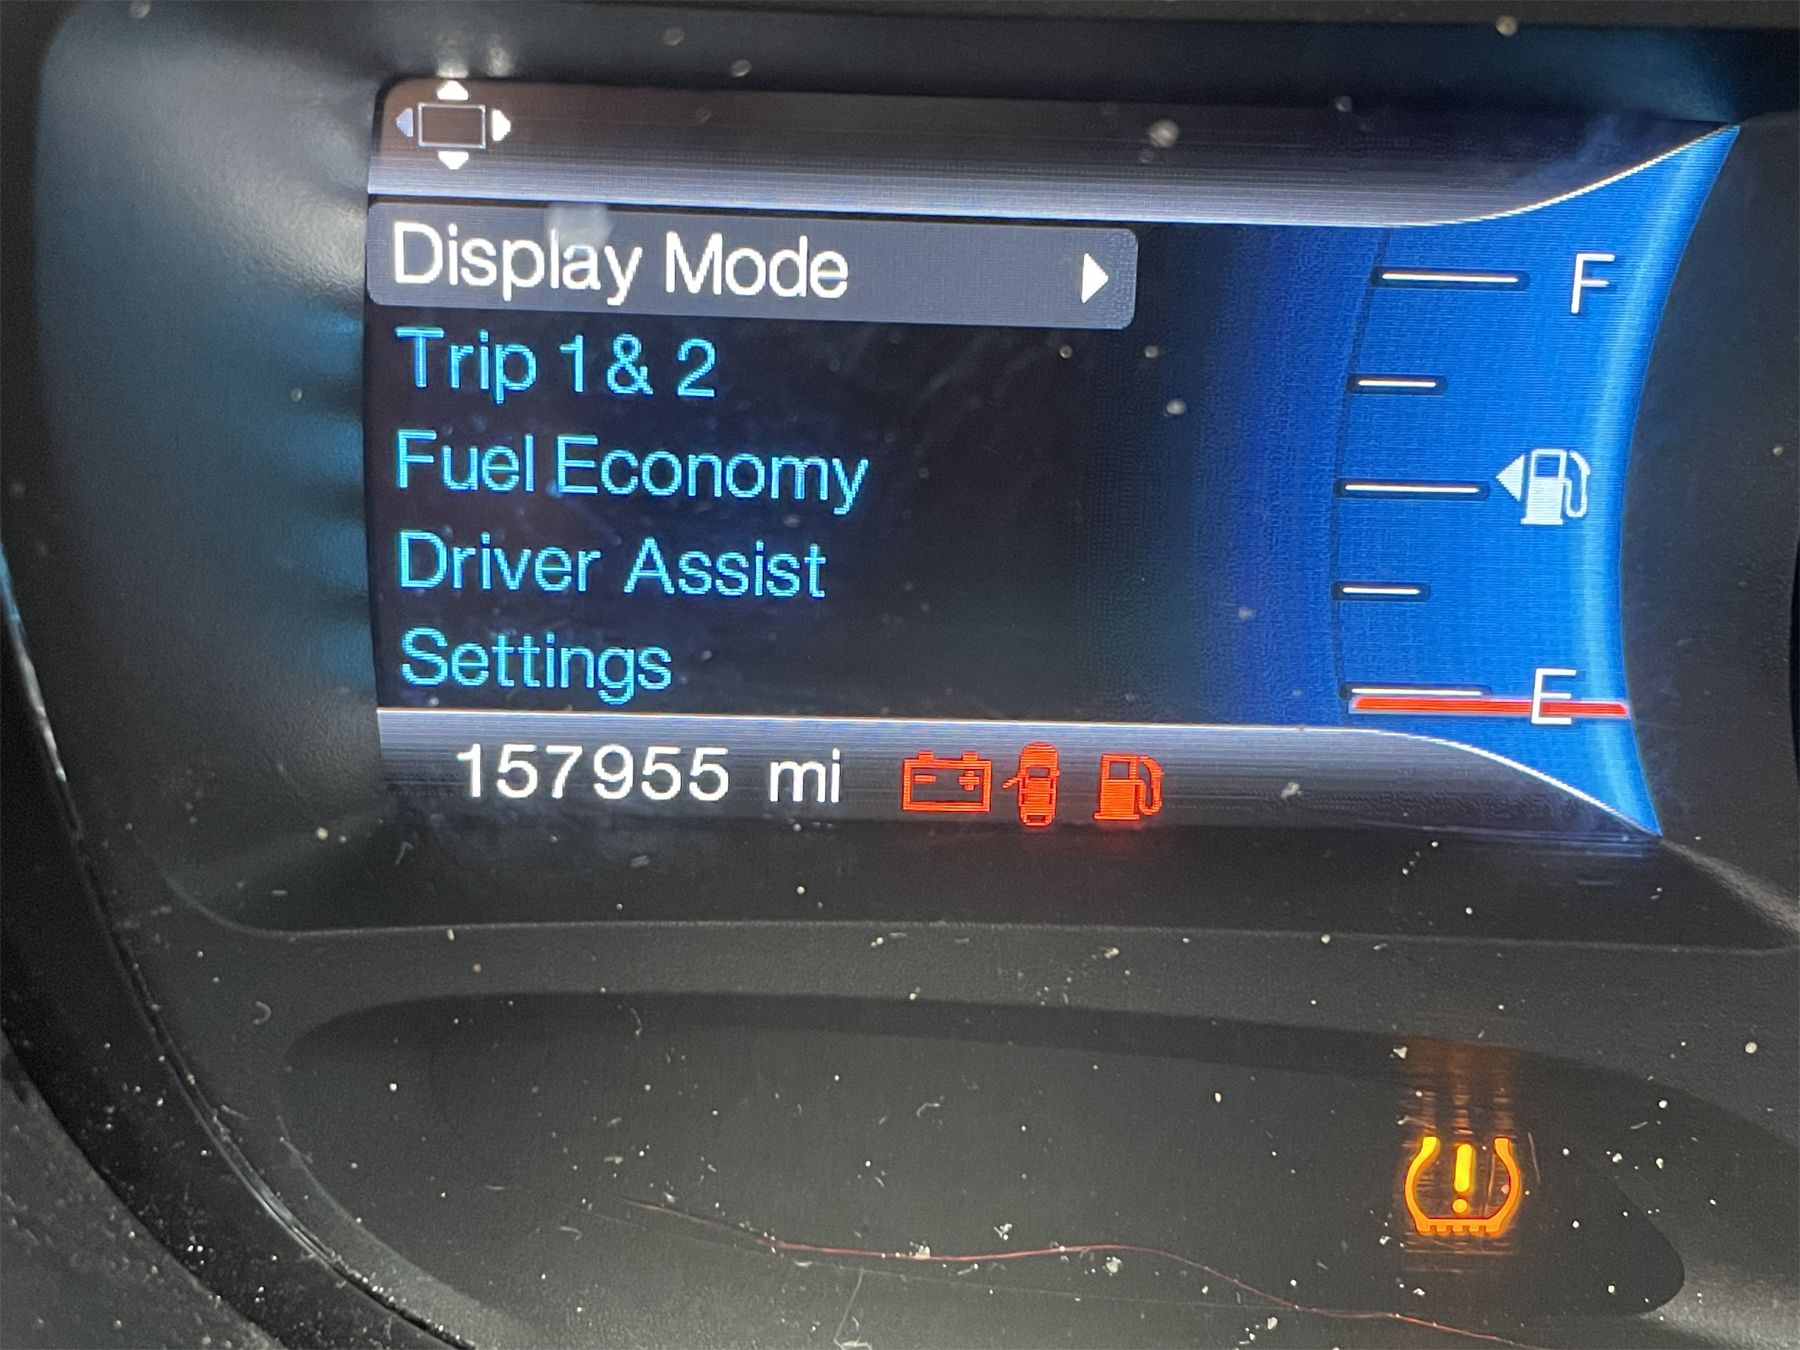 Display Mode
Trip 1 & 2
Fuel Economy
Driver Assist
Settings
157955 mi
F
E